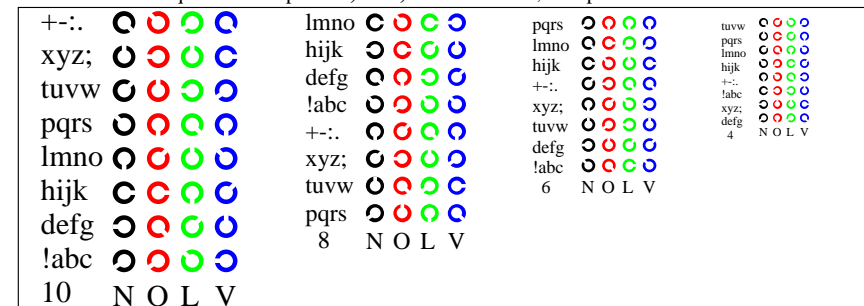 +-:.
xyz;
tuvw
pqrs
lmno
hijk
defg
!abc
10 N O L V
lmno
hijk
defg
!abc
+-:.
xyz;
tuvw
pqrs
8 N O L V
pqrs
lmno
hijk
+-:.
xyz;
tuvw
defg
!abc
6 N O L V
tuvw
pqrs
lmno
hijk
+-:.
!abc
xyz;
defg
4 N O L V